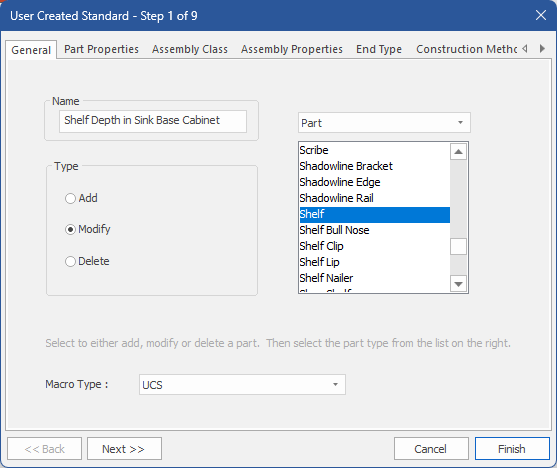 User Created Standard - Step 1 of 9
General Part Properties Assembly Class Assembly Properties End Type Construction Metho
Name
Shelf Depth in Sink Base Cabinet
Part
Scribe
Shadowline Bracket
Shadowline Edge
Shadowline Rail
Shelf
Shelf Bull Nose
Shelf Clip
Shelf Lip
Shelf Nailer
Type
Add
Modify
Delete
Select to either add, modify or delete a part. Then select the part type from the list on the right.
Macro Type :
UCS
<< Back Next >> Cancel Finish